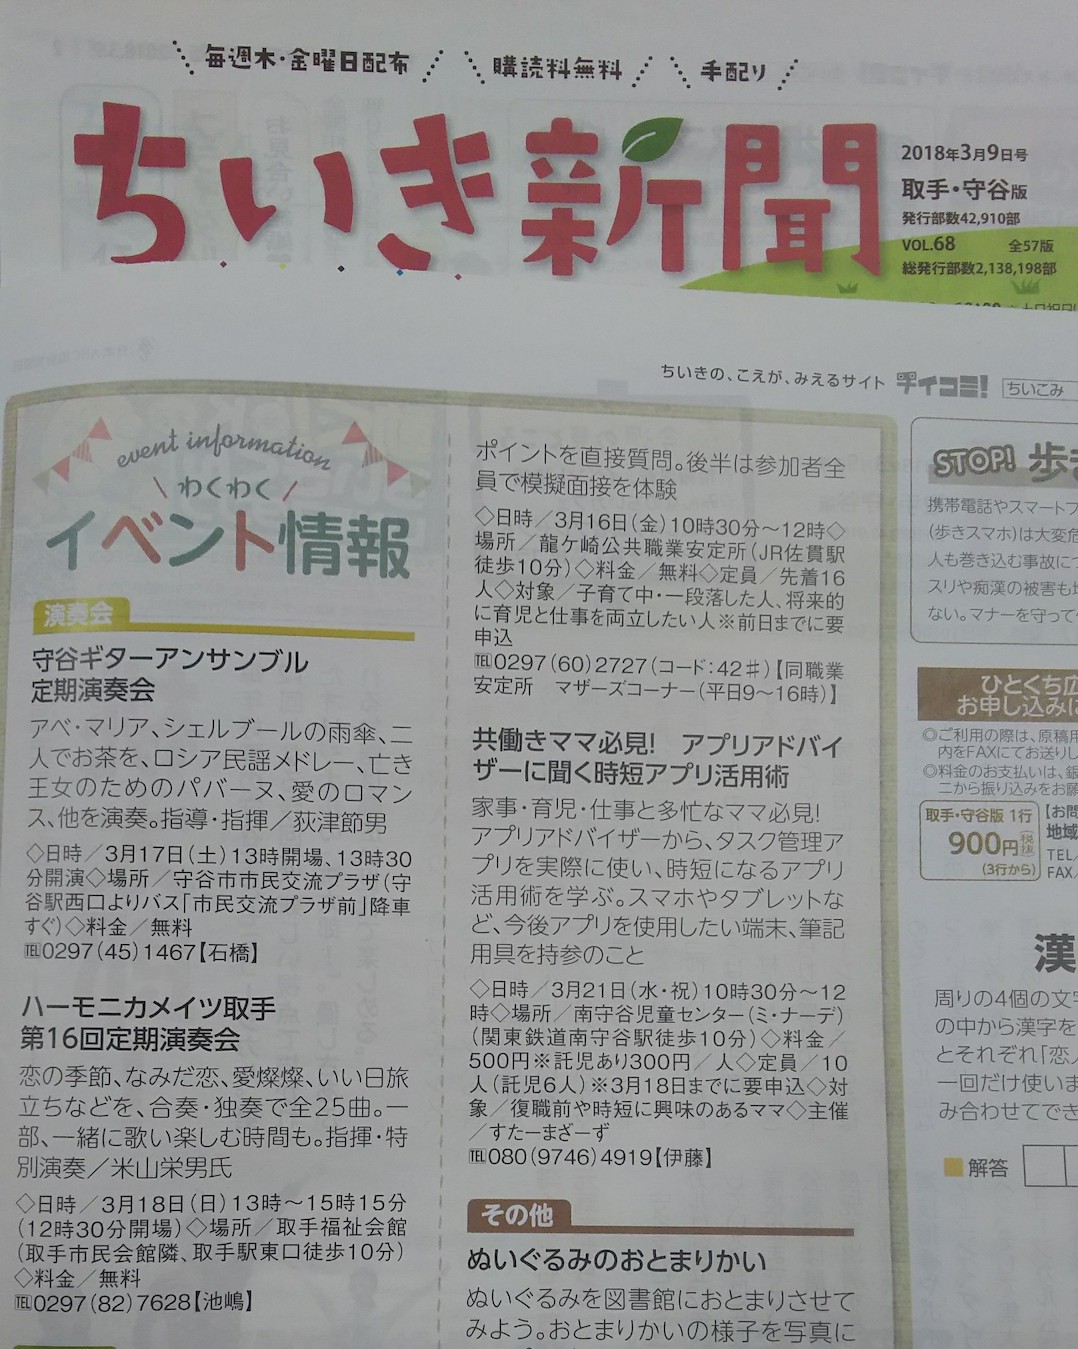 毎週木・金曜日配布
購読料無料
手配り
ちいき新聞
2018年3月9日号
取手・守谷版
発行部数42,910部
VOL.68 全57版
総発行部数2,138,198部
ちいきの、こえが、みえるサイト チイコミ! ちいこみ
event information
わくわく
イベント情報
演奏会
守谷ギターアンサンブル
定期演奏会
アベ・マリア、シェルブールの雨傘、二
人でお茶を、ロシア民謡メドレー、亡き
王女のためのパバーヌ、愛のロマン
ス、他を演奏。指導・指揮／荻津節男
◇日時／3月17日(土)13時開場、13時30
分開演◇場所／守谷市市民交流プラザ(守
谷駅西口よりバス「市民交流プラザ前」降車
すぐ)◇料金／無料
℡0297(45)1467【石橋】
ハーモニカメイツ取手
第16回定期演奏会
恋の季節、なみだ恋、愛燦燦、いい日旅
立ちなどを、合奏・独奏で全25曲。一
部、一緒に歌い楽しむ時間も。指揮・特
別演奏／米山栄男氏
◇日時／3月18日(日)13時～15時15分
(12時30分開場)◇場所／取手福祉会館
(取手市民会館隣、取手駅東口徒歩10分)
◇料金／無料
℡0297(82)7628【池嶋】
ポイントを直接質問。後半は参加者全
員で模擬面接を体験
◇日時／3月16日(金)10時30分～12時◇
場所／龍ケ崎公共職業安定所(JR佐貫駅
徒歩10分)◇料金／無料◇定員／先着16
人◇対象／子育て中・一段落した人、将来的
に育児と仕事を両立したい人※前日までに要
申込
℡0297(60)2727(コード:42♯)【同職業
安定所 マザーズコーナー(平日9～16時)】
共働きママ必見! アプリアドバイ
ザーに聞く時短アプリ活用術
家事・育児・仕事と多忙なママ必見!
アプリアドバイザーから、タスク管理ア
プリを実際に使い、時短になるアプリ
活用術を学ぶ。スマホやタブレットな
ど、今後アプリを使用したい端末、筆記
用具を持参のこと
◇日時／3月21日(水・祝)10時30分～12
時◇場所／南守谷児童センター(ミ・ナーデ)
(関東鉄道南守谷駅徒歩10分)◇料金／
500円※託児あり300円／人◇定員／10
人(託児6人)※3月18日までに要申込◇対
象／復職前や時短に興味のあるママ◇主催
／すたーまざーず
℡080(9746)4919【伊藤】
その他
ぬいぐるみのおとまりかい
ぬいぐるみを図書館におとまりさせて
みよう。おとまりかいの様子を写真に
STOP! 歩き
携帯電話やスマートフ
(歩きスマホ)は大変危
人も巻き込む事故につ
スリや痴漢の被害も
ない。マナーを守って
ひとくち広
お申し込みに
◎ご利用の際は、原稿用
内をFAXにてお送りし
◎料金のお支払いは、銀
ニから振り込みをお願
取手・守谷版 1行
900円(税抜)
(3行から)
【お問
地域
TEL
FAX
漢
周りの4個の文字
の中から漢字を
とそれぞれ「恋
一回だけ使いま
み合わせてでき
解答